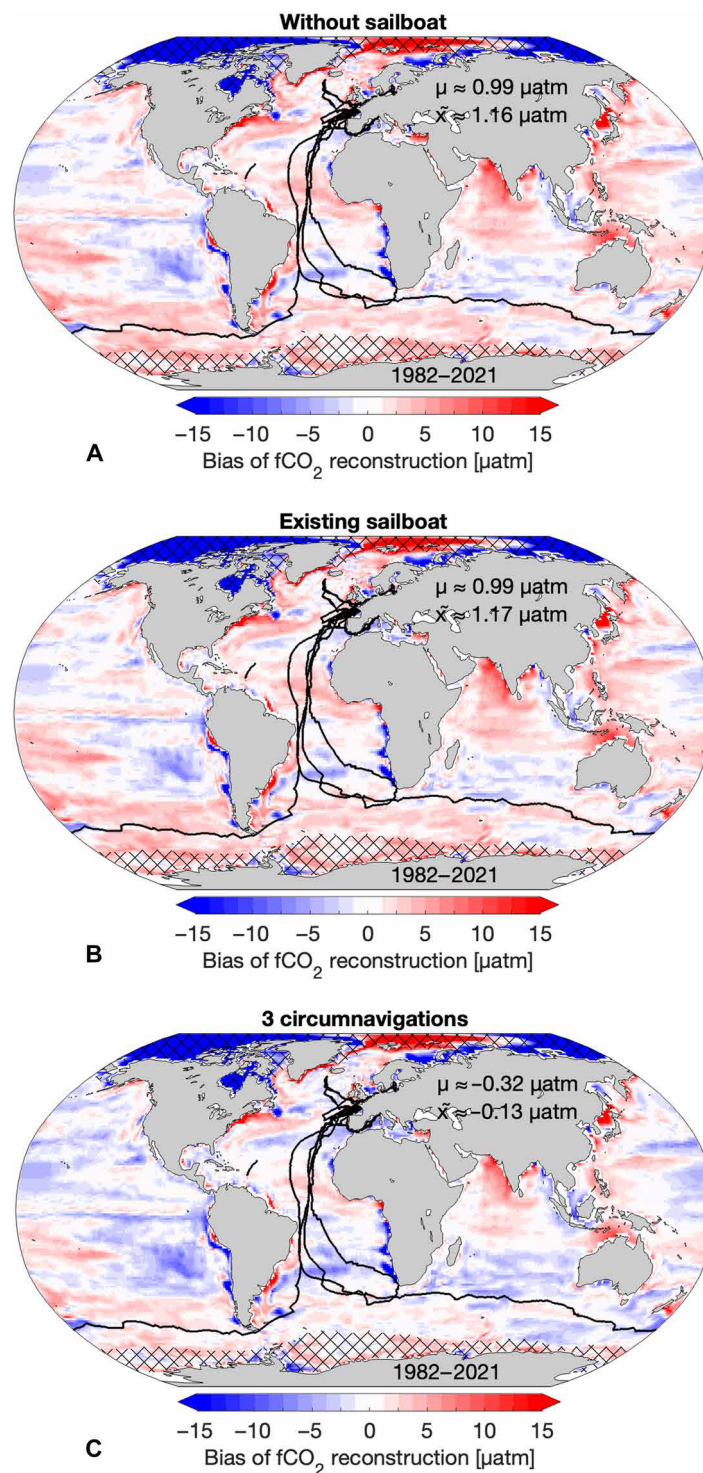 Without sailboat
μ ≈ 0.99 μatm
x̃ ≈ 1.16 μatm
1982–2021
−15 −10 −5 0 5 10 15
A
Bias of fCO₂ reconstruction [μatm]
Existing sailboat
μ ≈ 0.99 μatm
x̃ ≈ 1.17 μatm
1982–2021
−15 −10 −5 0 5 10 15
Bias of fCO₂ reconstruction [μatm]
B
3 circumnavigations
μ ≈ −0.32 μatm
x̃ ≈ −0.13 μatm
1982–2021
−15 −10 −5 0 5 10 15
C
Bias of fCO₂ reconstruction [μatm]